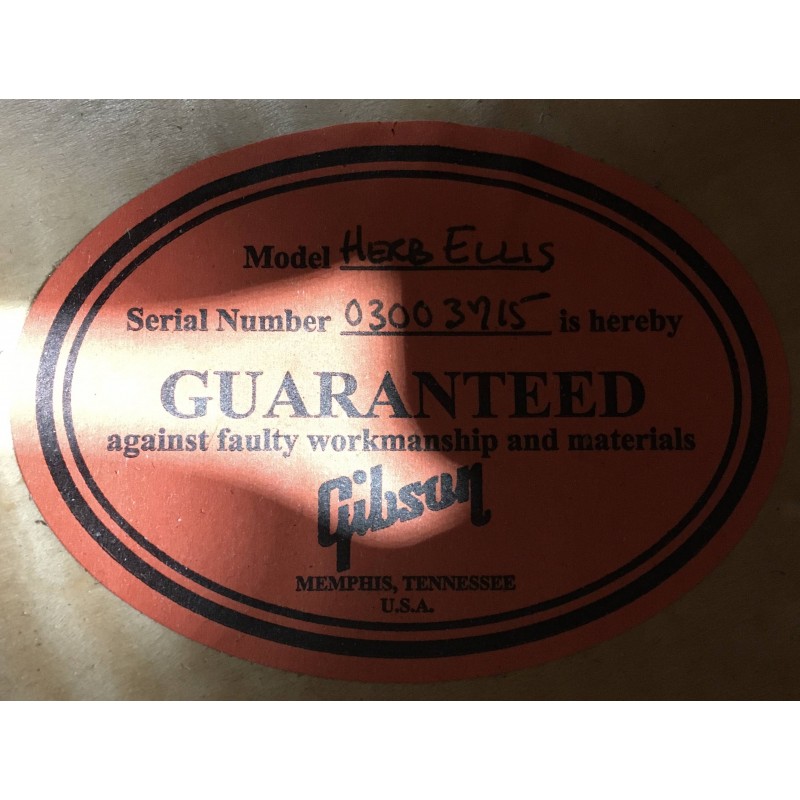 Model HERB ELLIS
Serial Number 03003715 is hereby
GUARANTEED
against faulty workmanship and materials
Gibson
MEMPHIS, TENNESSEE
U.S.A.